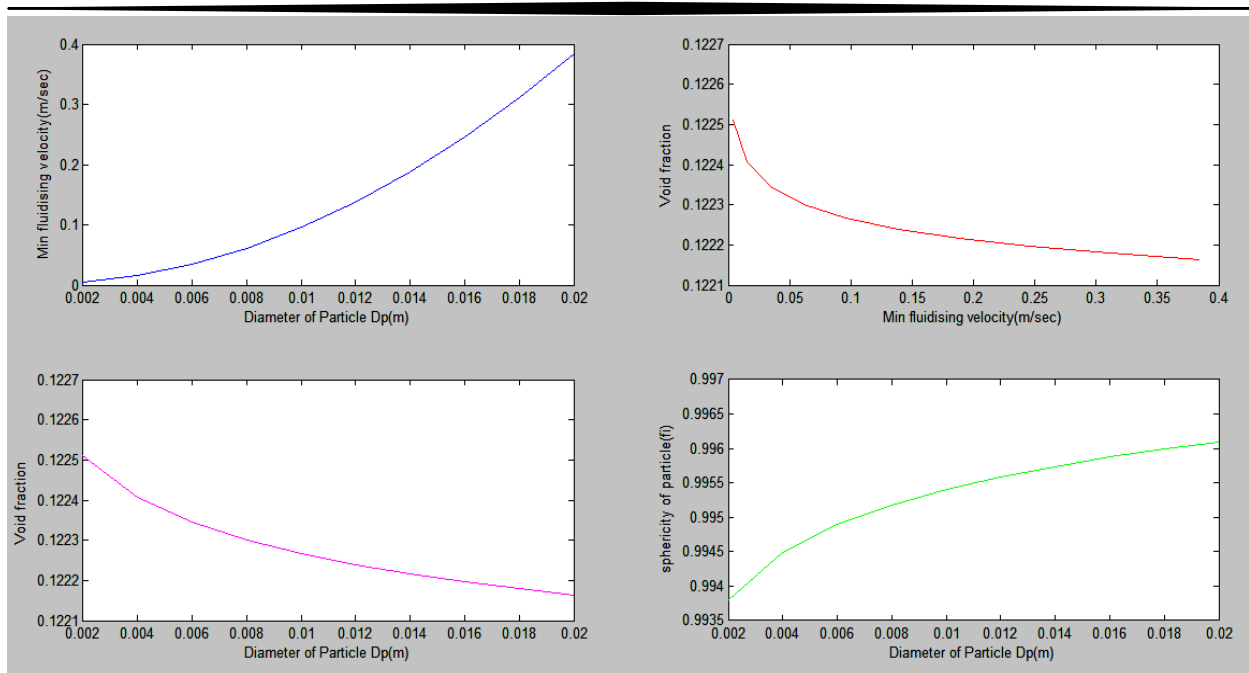 0.4
0.3
0.2
0.1
0
Min fluidising velocity(m/sec)
0.002 0.004 0.006 0.008 0.01 0.012 0.014 0.016 0.018 0.02
Diameter of Particle Dp(m)
0.1227
0.1226
0.1225
0.1224
0.1223
0.1222
0.1221
Void fraction
0 0.05 0.1 0.15 0.2 0.25 0.3 0.35 0.4
Min fluidising velocity(m/sec)
0.1227
0.1226
0.1225
0.1224
0.1223
0.1222
0.1221
Void fraction
0.002 0.004 0.006 0.008 0.01 0.012 0.014 0.016 0.018 0.02
Diameter of Particle Dp(m)
0.997
0.9965
0.996
0.9955
0.995
0.9945
0.994
0.9935
sphericity of particle(fi)
0.002 0.004 0.006 0.008 0.01 0.012 0.014 0.016 0.018 0.02
Diameter of Particle Dp(m)